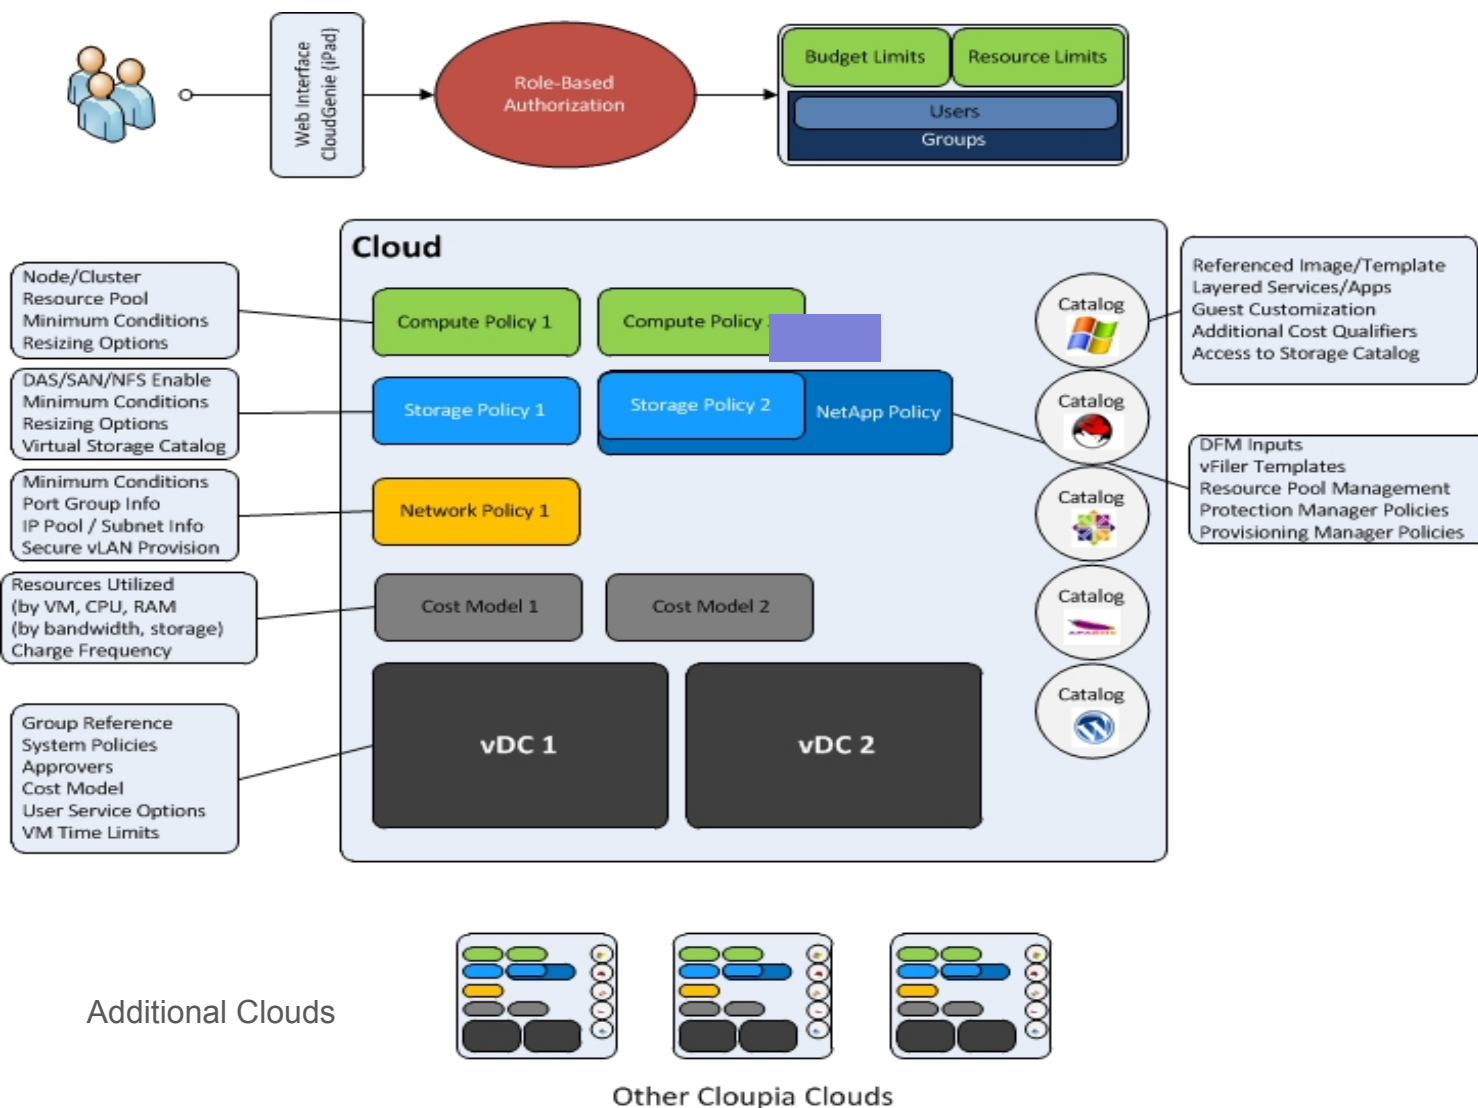 Web Interface
CloudGenie (iPad)
Role-Based
Authorization
Budget Limits
Resource Limits
Users
Groups
Cloud
Node/Cluster
Resource Pool
Minimum Conditions
Resizing Options
DAS/SAN/NFS Enable
Minimum Conditions
Resizing Options
Virtual Storage Catalog
Minimum Conditions
Port Group Info
IP Pool / Subnet Info
Secure vLAN Provision
Resources Utilized
(by VM, CPU, RAM
(by bandwidth, storage)
Charge Frequency
Group Reference
System Policies
Approvers
Cost Model
User Service Options
VM Time Limits
Compute Policy 1
Compute Policy
Storage Policy 1
Storage Policy 2
NetApp Policy
Network Policy 1
Cost Model 1
Cost Model 2
vDC 1
vDC 2
Catalog
Catalog
Catalog
Catalog
APACHE
Catalog
Referenced Image/Template
Layered Services/Apps
Guest Customization
Additional Cost Qualifiers
Access to Storage Catalog
DFM Inputs
vFiler Templates
Resource Pool Management
Protection Manager Policies
Provisioning Manager Policies
Additional Clouds
Other Cloupia Clouds